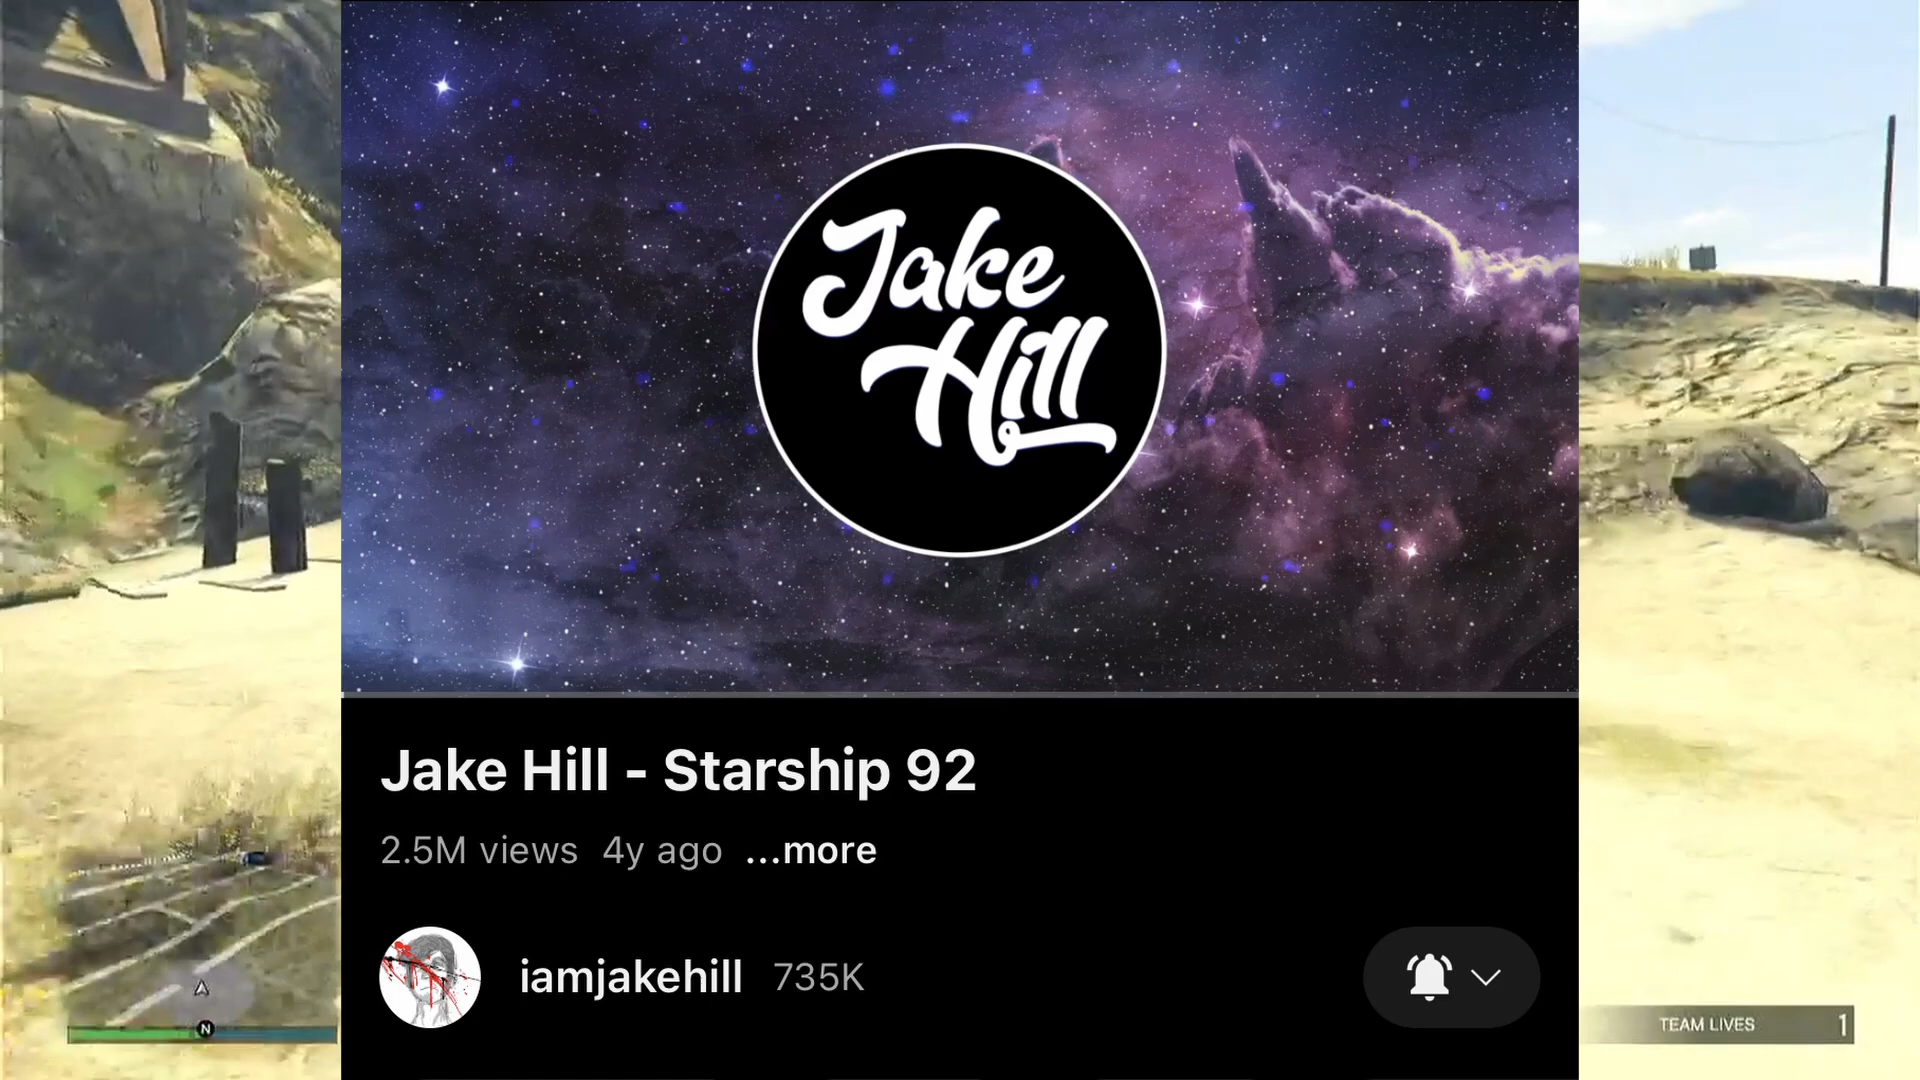 Jake
Hill
Jake Hill - Starship 92
2.5M views 4y ago ...more
iamjakehill 735K
N
TEAM LIVES 1